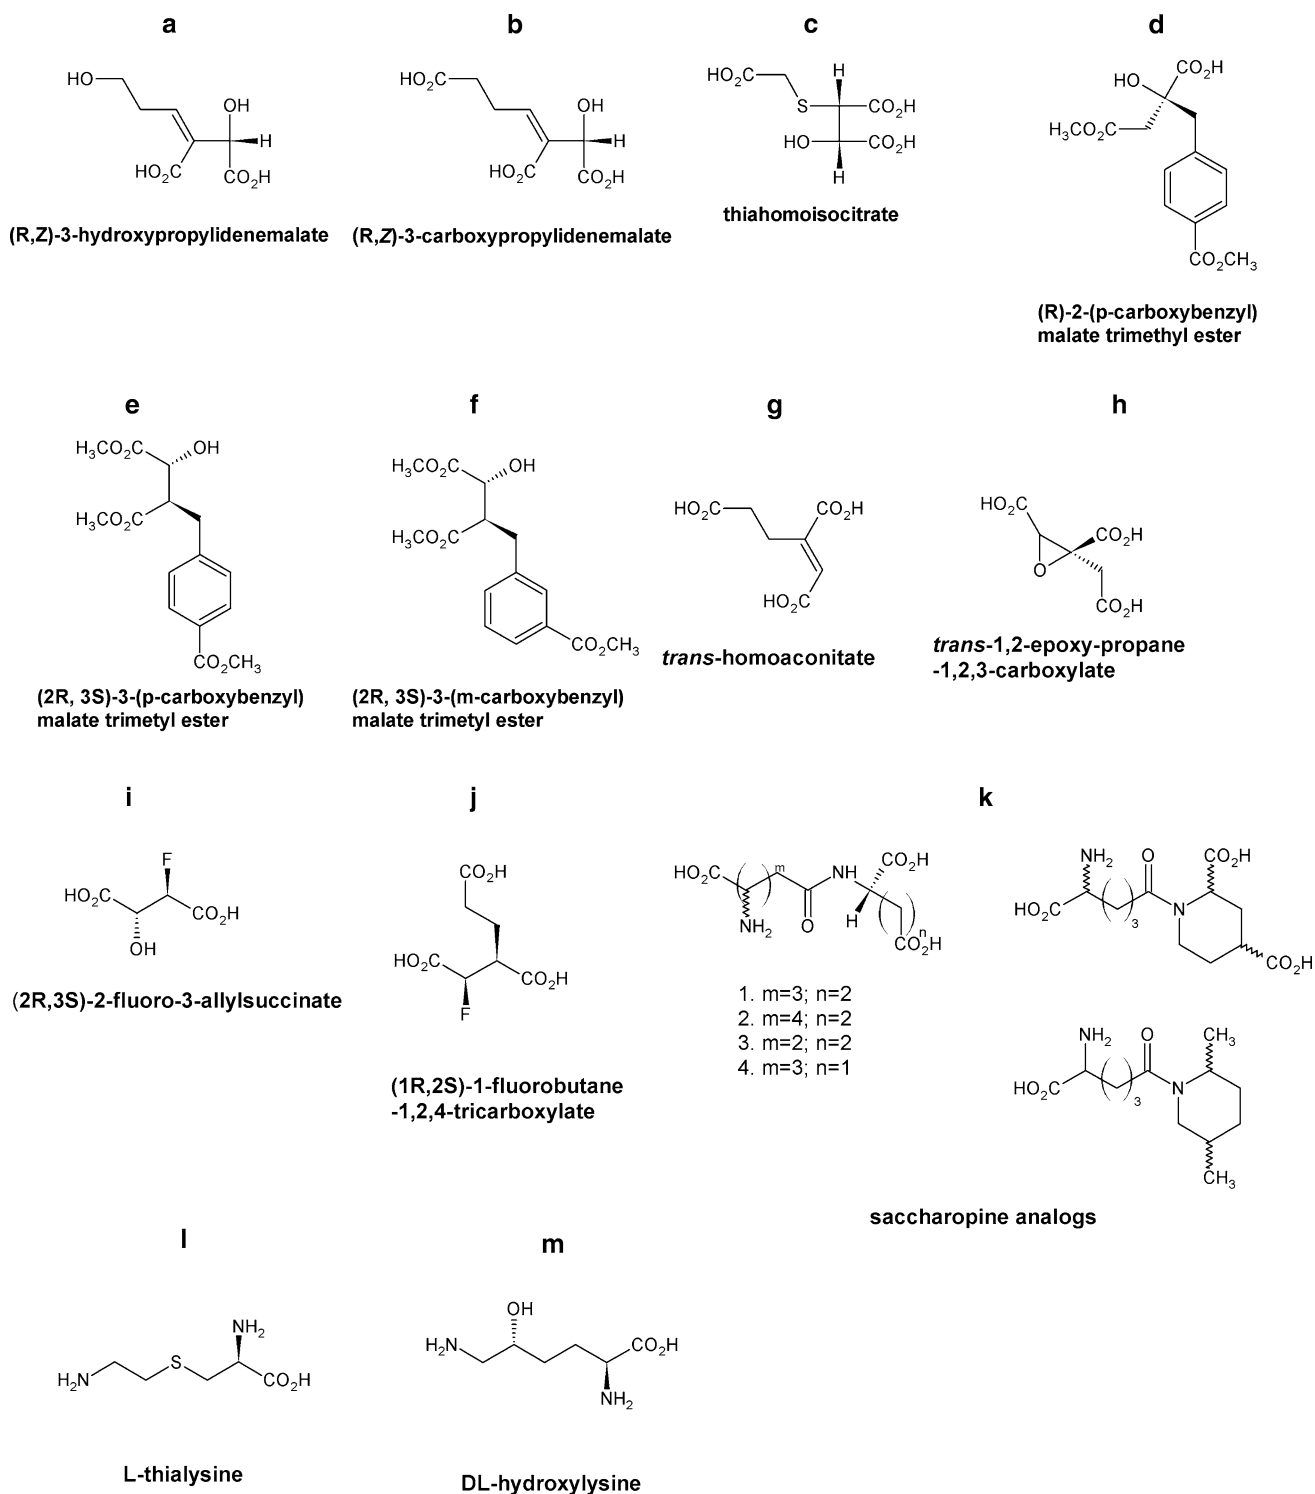 a
b
c
d
HO
OH
H
HO₂C
CO₂H
(R,Z)-3-hydroxypropylidenemalate
HO₂C
OH
H
HO₂C
CO₂H
(R,Z)-3-carboxypropylidenemalate
HO₂C
H
S
CO₂H
HO
CO₂H
H
thiahomoisocitrate
HO
CO₂H
H₃CO₂C
CO₂CH₃
(R)-2-(p-carboxybenzyl)
malate trimethyl ester
e
f
g
h
H₃CO₂C
OH
H₃CO₂C
CO₂CH₃
(2R, 3S)-3-(p-carboxybenzyl)
malate trimetyl ester
H₃CO₂C
OH
H₃CO₂C
CO₂CH₃
(2R, 3S)-3-(m-carboxybenzyl)
malate trimetyl ester
HO₂C
CO₂H
HO₂C
trans-homoaconitate
HO₂C
CO₂H
O
CO₂H
trans-1,2-epoxy-propane
-1,2,3-carboxylate
i
j
k
F
HO₂C
CO₂H
OH
(2R,3S)-2-fluoro-3-allylsuccinate
CO₂H
HO₂C
CO₂H
F
(1R,2S)-1-fluorobutane
-1,2,4-tricarboxylate
HO₂C
m
NH
CO₂H
NH₂
O
H
n
CO₂H
1. m=3; n=2
2. m=4; n=2
3. m=2; n=2
4. m=3; n=1
NH₂
O
CO₂H
HO₂C
3
N
CO₂H
NH₂
O
CH₃
HO₂C
3
N
CH₃
saccharopine analogs
l
m
NH₂
S
H₂N
CO₂H
L-thialysine
OH
H₂N
CO₂H
NH₂
DL-hydroxylysine